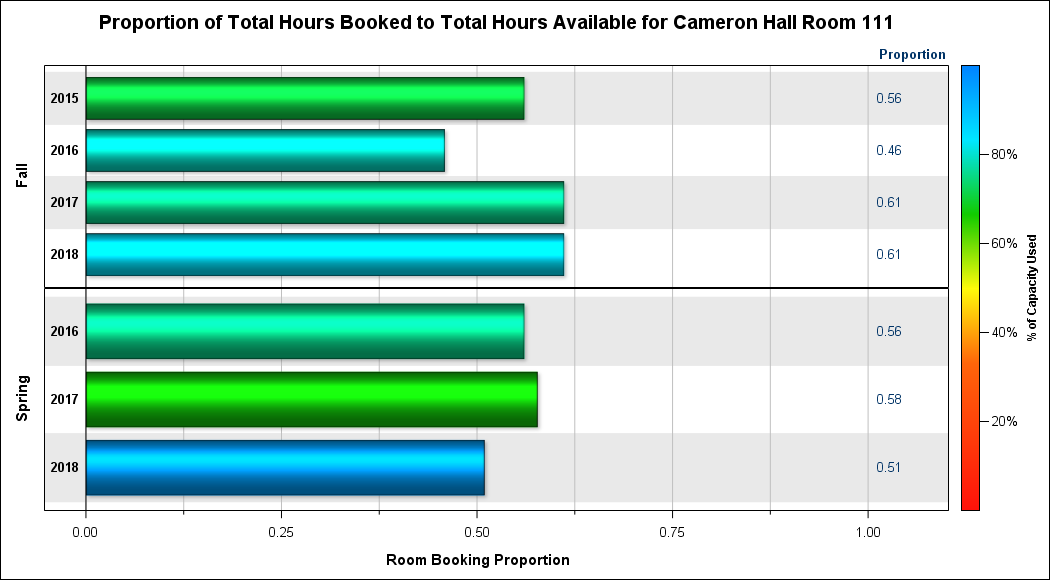 Proportion of Total Hours Booked to Total Hours Available for Cameron Hall Room 111
Proportion
Fall
2015 0.56
2016 0.46
2017 0.61
2018 0.61
Spring
2016 0.56
2017 0.58
2018 0.51
0.00 0.25 0.50 0.75 1.00
Room Booking Proportion
80%
60%
40%
20%
% of Capacity Used